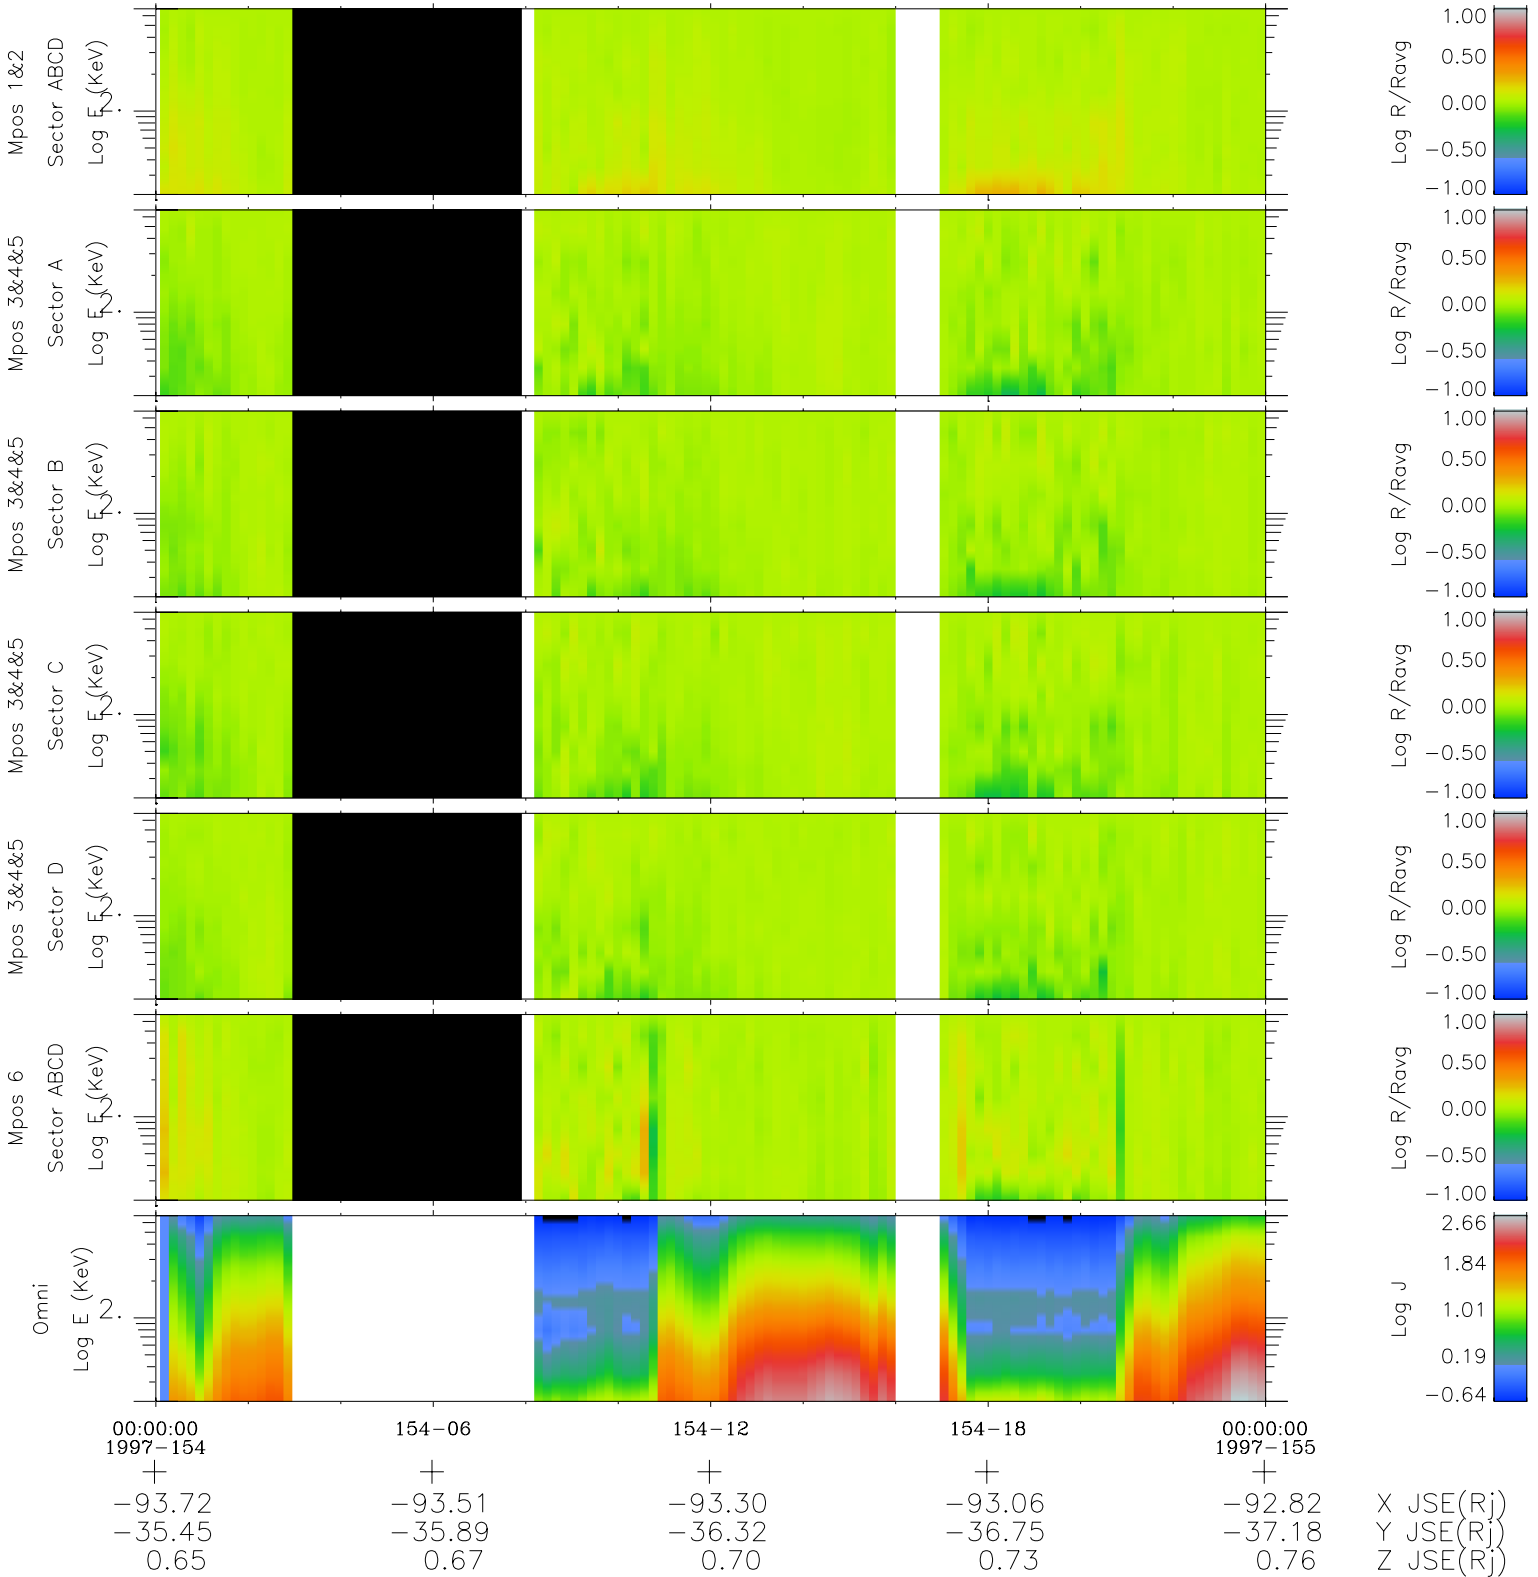 Mpos 1&2
Sector ABCD
Log E (KeV)
2.
Log R/Ravg
1.00
0.50
0.00
-0.50
-1.00
Mpos 3&4&5
Sector A
Log E (KeV)
2.
Log R/Ravg
1.00
0.50
0.00
-0.50
-1.00
Mpos 3&4&5
Sector B
Log E (KeV)
2.
Log R/Ravg
1.00
0.50
0.00
-0.50
-1.00
Mpos 3&4&5
Sector C
Log E (KeV)
2.
Log R/Ravg
1.00
0.50
0.00
-0.50
-1.00
Mpos 3&4&5
Sector D
Log E (KeV)
2.
Log R/Ravg
1.00
0.50
0.00
-0.50
-1.00
Mpos 6
Sector ABCD
Log E (KeV)
2.
Log R/Ravg
1.00
0.50
0.00
-0.50
-1.00
Omni
Log E (KeV)
2.
Log J
2.66
1.84
1.01
0.19
-0.64
00:00:00 154-06 154-12 154-18 00:00:00
1997-154 1997-155
-93.72 -93.51 -93.30 -93.06 -92.82 X JSE(Rj)
-35.45 -35.89 -36.32 -36.75 -37.18 Y JSE(Rj)
0.65 0.67 0.70 0.73 0.76 Z JSE(Rj)